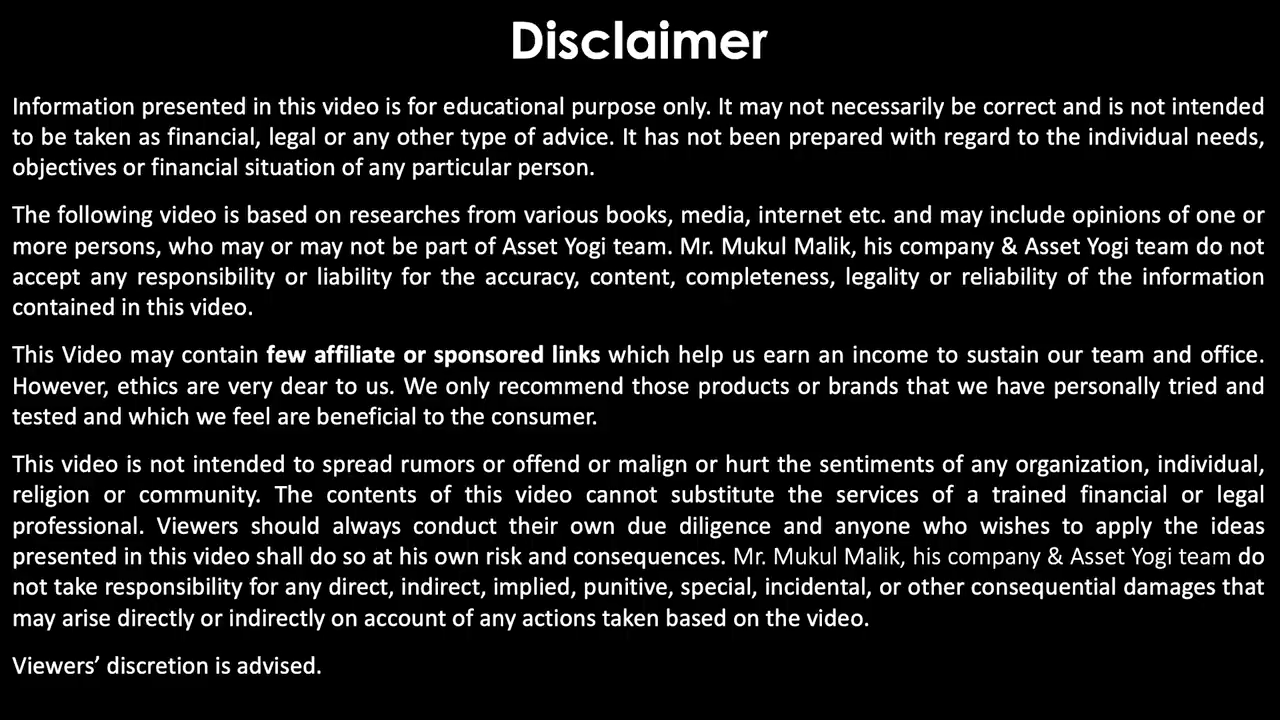 Disclaimer
Information presented in this video is for educational purpose only. It may not necessarily be correct and is not intended
to be taken as financial, legal or any other type of advice. It has not been prepared with regard to the individual needs,
objectives or financial situation of any particular person.
The following video is based on researches from various books, media, internet etc. and may include opinions of one or
more persons, who may or may not be part of Asset Yogi team. Mr. Mukul Malik, his company & Asset Yogi team do not
accept any responsibility or liability for the accuracy, content, completeness, legality or reliability of the information
contained in this video.
This Video may contain few affiliate or sponsored links which help us earn an income to sustain our team and office.
However, ethics are very dear to us. We only recommend those products or brands that we have personally tried and
tested and which we feel are beneficial to the consumer.
This video is not intended to spread rumors or offend or malign or hurt the sentiments of any organization, individual,
religion or community. The contents of this video cannot substitute the services of a trained financial or legal
professional. Viewers should always conduct their own due diligence and anyone who wishes to apply the ideas
presented in this video shall do so at his own risk and consequences. Mr. Mukul Malik, his company & Asset Yogi team do
not take responsibility for any direct, indirect, implied, punitive, special, incidental, or other consequential damages that
may arise directly or indirectly on account of any actions taken based on the video.
Viewers’ discretion is advised.